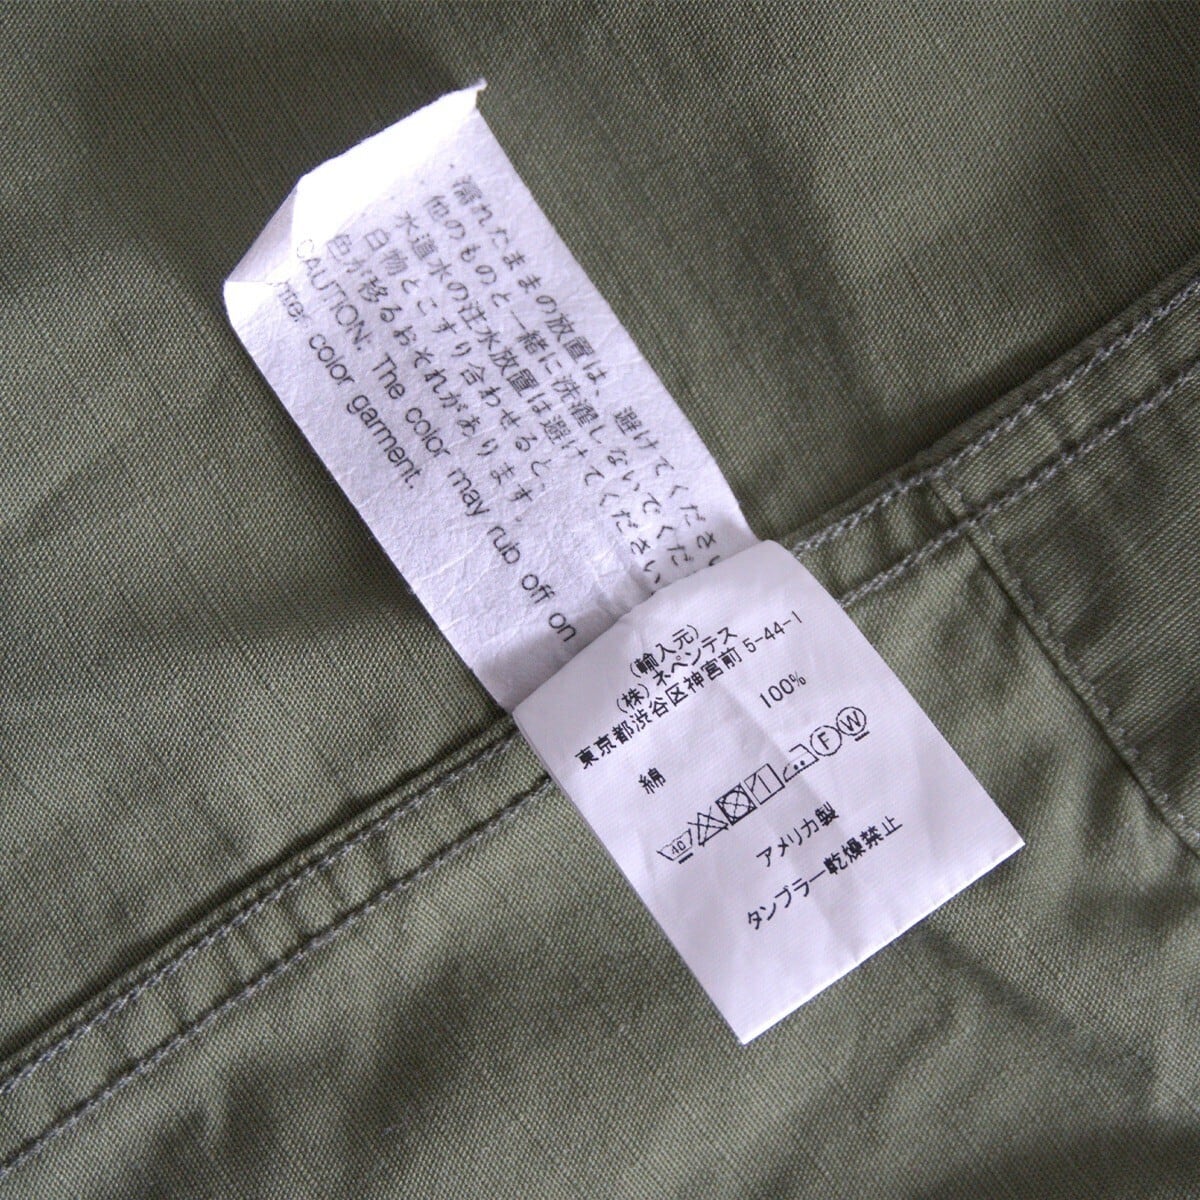 ・濡れたままの放置は、避けてください
・他のものと一緒に洗濯しないでくだ
水道水の注水放置は避けてください
白物とこすり合わせると、
色が移るおそれがあります。
CAUTION: The color may rub off on
other color garment.
(輸入元)
(株)ネペンテス
東京都渋谷区神宮前 5-44-1
綿 100%
40 F W
アメリカ製
タンブラー乾燥禁止